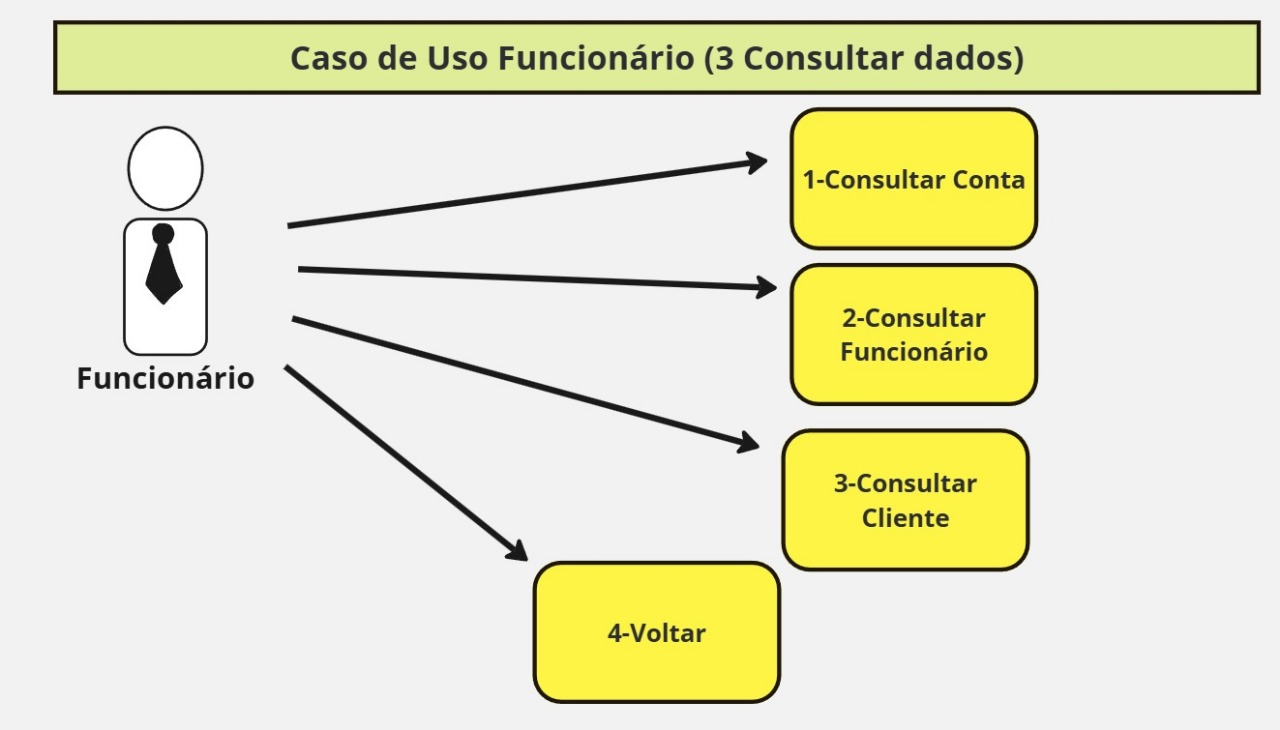 Caso de Uso Funcionário (3 Consultar dados)
1-Consultar Conta
2-Consultar
Funcionário
Funcionário
3-Consultar
Cliente
4-Voltar